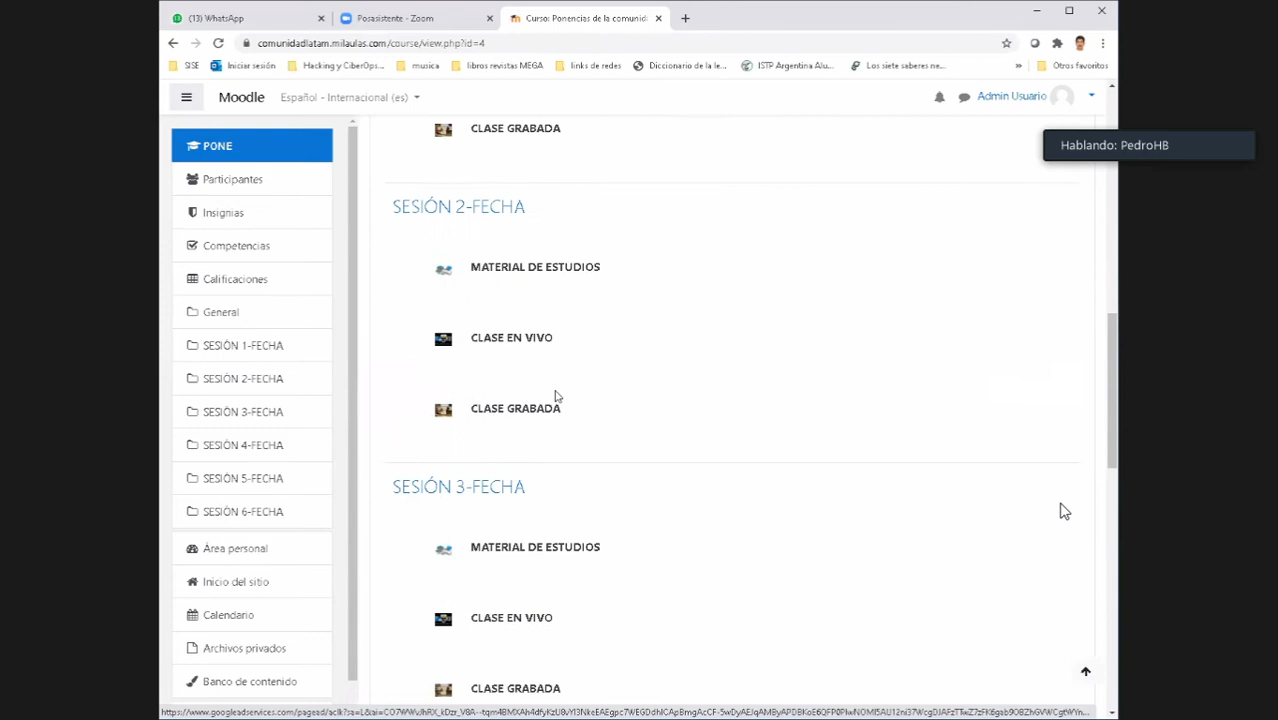 (13) WhatsApp
Posasistente - Zoom
Curso: Ponencias de la comunid
comunidadlatam.milaulas.com/course/view.php?id=4
SISE
Iniciar sesión
Hacking y CiberOps...
musica
libros revistas MEGA
links de redes
Diccionario de la le...
ISTP Argentina Alu...
Los siete saberes ne...
»
Otros favoritos
Moodle
Español - Internacional (es)
Admin Usuario
Hablando: PedroHB
PONE
Participantes
Insignias
Competencias
Calificaciones
General
SESIÓN 1-FECHA
SESIÓN 2-FECHA
SESIÓN 3-FECHA
SESIÓN 4-FECHA
SESIÓN 5-FECHA
SESIÓN 6-FECHA
Área personal
Inicio del sitio
Calendario
Archivos privados
Banco de contenido
CLASE GRABADA
SESIÓN 2-FECHA
MATERIAL DE ESTUDIOS
CLASE EN VIVO
CLASE GRABADA
SESIÓN 3-FECHA
MATERIAL DE ESTUDIOS
CLASE EN VIVO
CLASE GRABADA